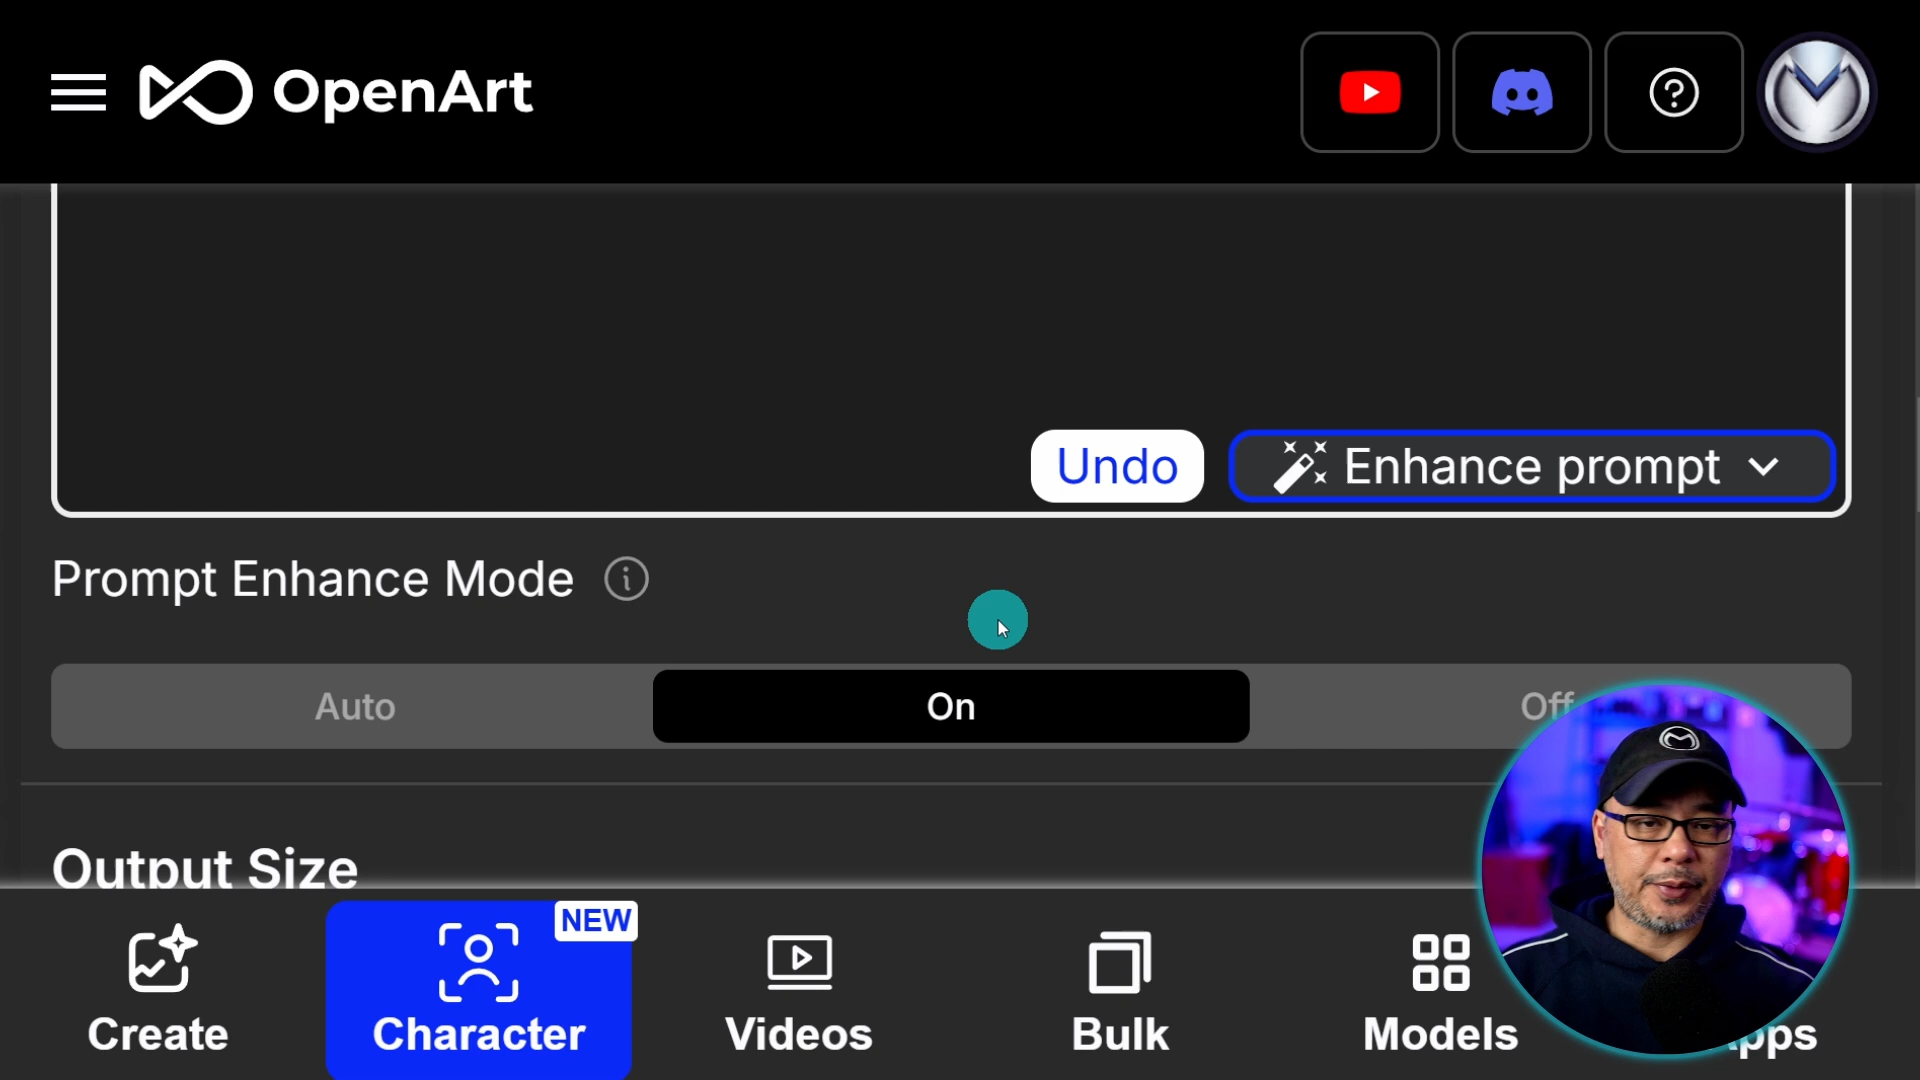 OpenArt
Undo
Enhance prompt
Prompt Enhance Mode
Auto
On
Off
Output Size
NEW
Create
Character
Videos
Bulk
Models